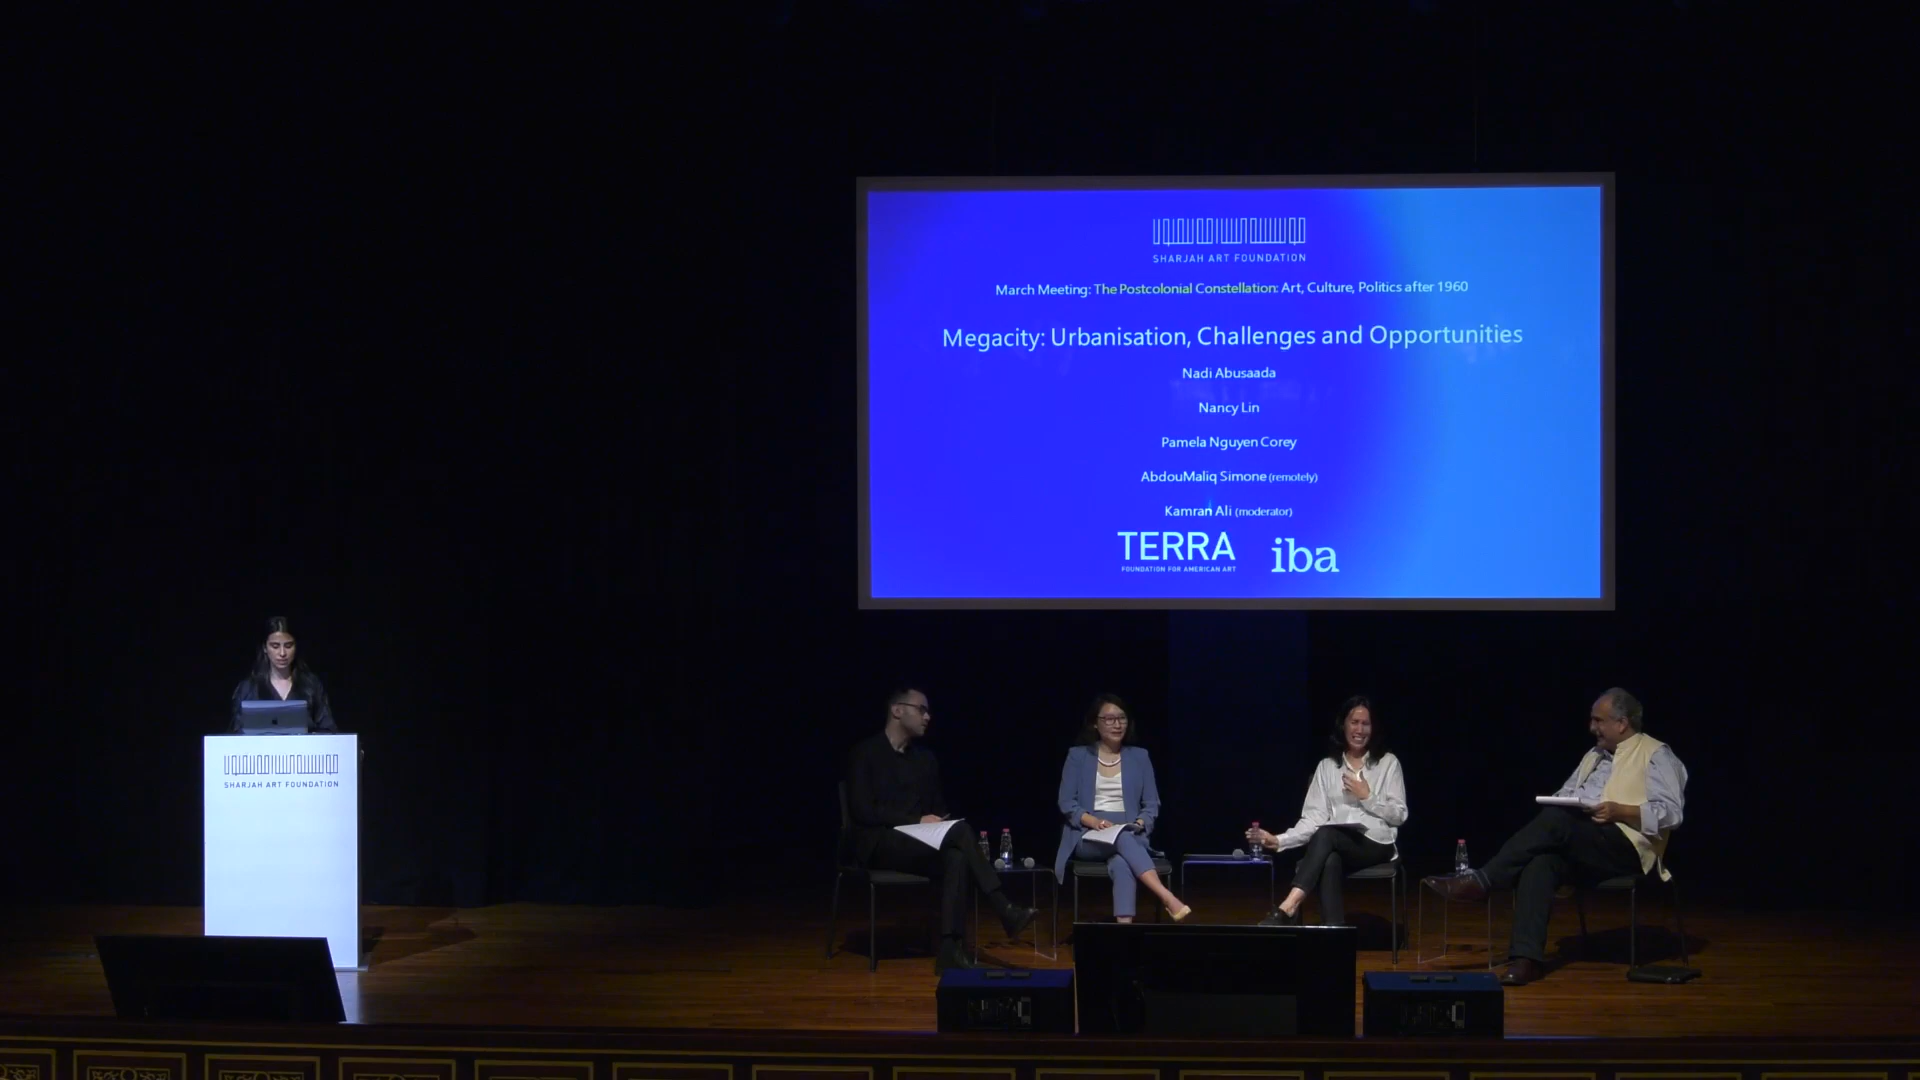 SHARJAH ART FOUNDATION
March Meeting: The Postcolonial Constellation: Art, Culture, Politics after 1960
Megacity: Urbanisation, Challenges and Opportunities
Nadi Abusaada
Nancy Lin
Pamela Nguyen Corey
AbdouMaliq Simone (remotely)
Kamran Ali (moderator)
TERRA
FOUNDATION FOR AMERICAN ART
iba
SHARJAH ART FOUNDATION